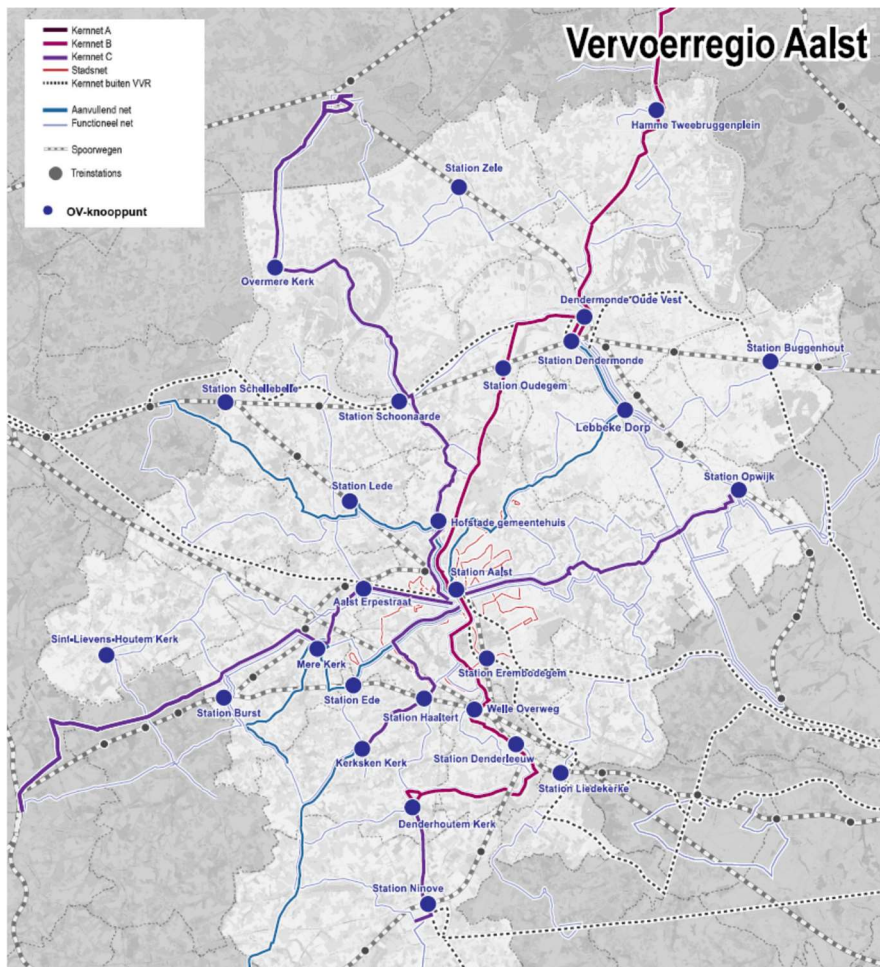 Vervoerregio Aalst
Kernnet A
Kernnet B
Kernnet C
Stadsnet
Kernnet buiten VVR
Aanvullend net
Functioneel net
Spoorwegen
Treinstations
OV-knooppunt
Hamme Tweebruggenplein
Station Zele
Overmere Kerk
Dendermonde Oude Vest
Station Dendermonde
Station Buggenhout
Station Oudegem
Station Schellebelle
Station Schoonaarde
Lebbeke Dorp
Station Lede
Station Opwijk
Hofstade gemeentehuis
Station Aalst
Aalst Erpestraat
Sint-Lievens-Houtem Kerk
Mere Kerk
Station Erembodegem
Station Ede
Station Burst
Station Haaltert
Welle Overweg
Kerksken Kerk
Station Denderleeuw
Station Liedekerke
Denderhoutem Kerk
Station Ninove